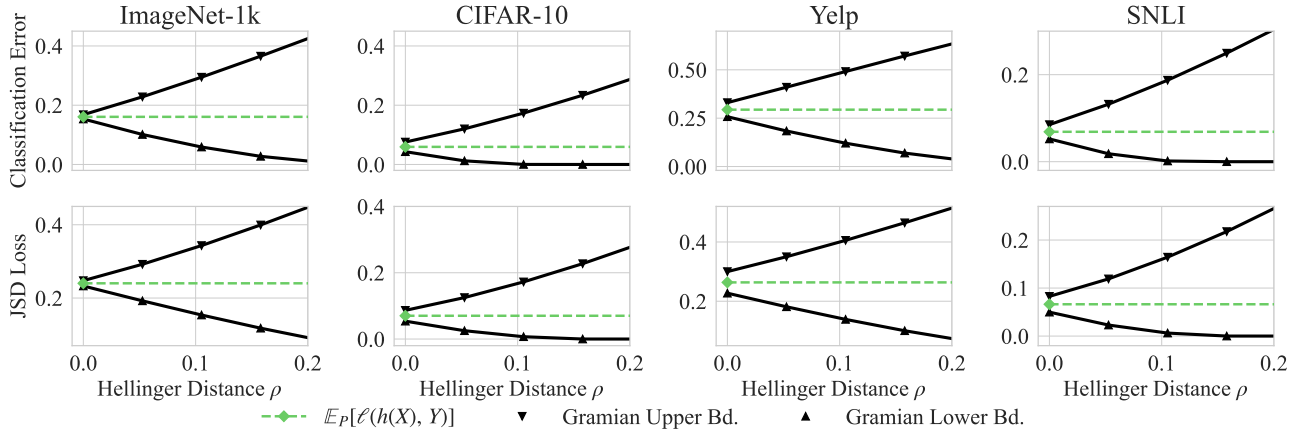 ImageNet-1k CIFAR-10 Yelp SNLI
Classification Error
0.4 0.4 0.50 0.2
0.2 0.2 0.25
0.0 0.0 0.00 0.0
JSD Loss
0.4 0.4 0.4 0.2
0.2 0.2 0.2 0.1
0.0 0.0
0.0 0.1 0.2 0.0 0.1 0.2 0.0 0.1 0.2 0.0 0.1 0.2
Hellinger Distance ρ Hellinger Distance ρ Hellinger Distance ρ Hellinger Distance ρ
𝔼_P[ℓ(h(X), Y)] Gramian Upper Bd. Gramian Lower Bd.